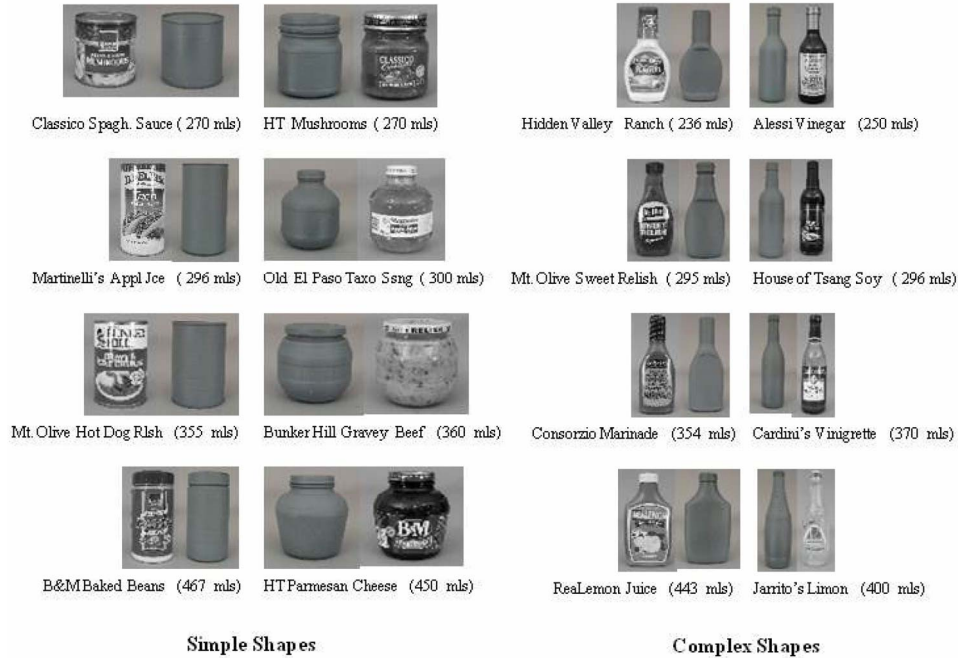 MUSHROOMS
CLASSICO
Classico Spagh. Sauce ( 270 mls)
HT Mushrooms ( 270 mls)
Hidden Valley Ranch ( 236 mls)
Alessi Vinegar (250 mls)
Martinelli's Appl Jce ( 296 mls)
Old El Paso Taxo Ssng ( 300 mls)
Mt. Olive Sweet Relish ( 295 mls)
House of Tsang Soy ( 296 mls)
RELISH
Mt. Olive Hot Dog Rlsh (355 mls)
Bunker Hill Gravey Beef (360 mls)
Consorzio Marinade (354 mls)
Cardini's Vinigrette (370 mls)
B&M
REALEMON
B&M Baked Beans (467 mls)
HT Parmesan Cheese (450 mls)
ReaLemon Juice (443 mls)
Jarrito's Limon (400 mls)
Simple Shapes
Complex Shapes